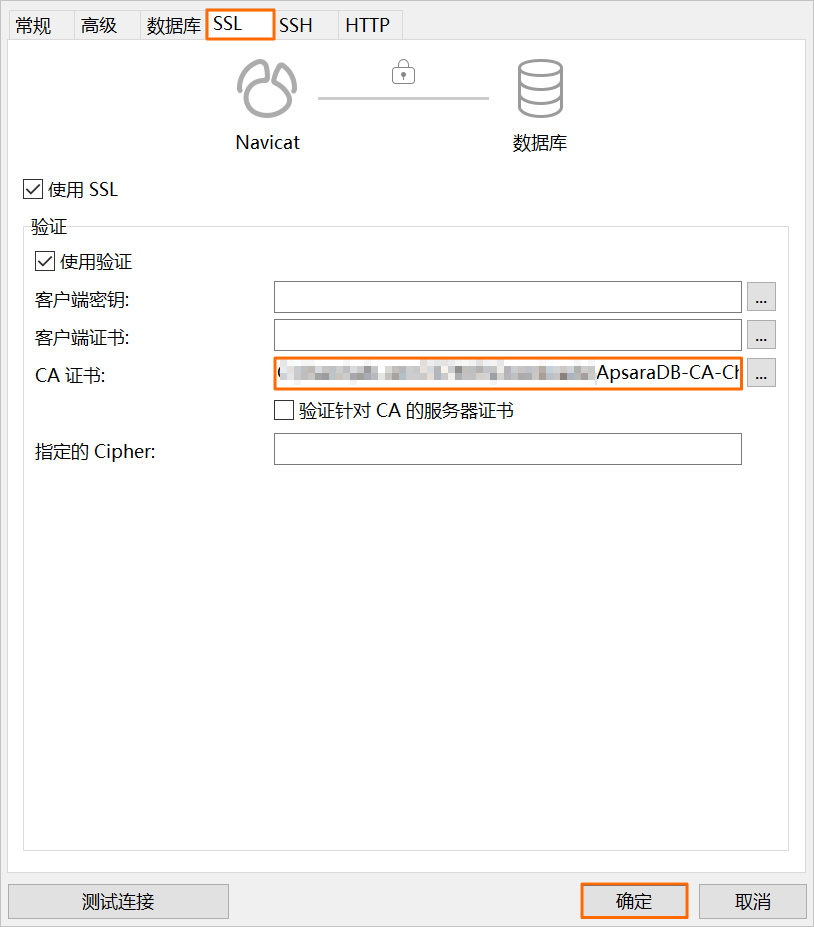 常规 高级 数据库 SSL SSH HTTP
Navicat 数据库
使用 SSL
验证
使用验证
客户端密钥: ...
客户端证书: ...
CA 证书: ApsaraDB-CA-Ch ...
验证针对 CA 的服务器证书
指定的 Cipher:
测试连接 确定 取消